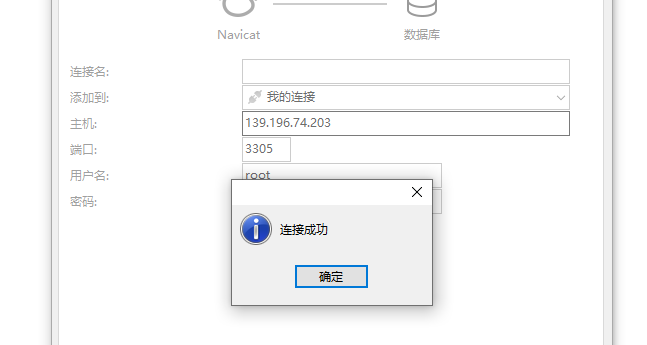 Navicat 数据库
连接名:
添加到: 我的连接
主机: 139.196.74.203
端口: 3305
用户名: root
密码:
连接成功
确定